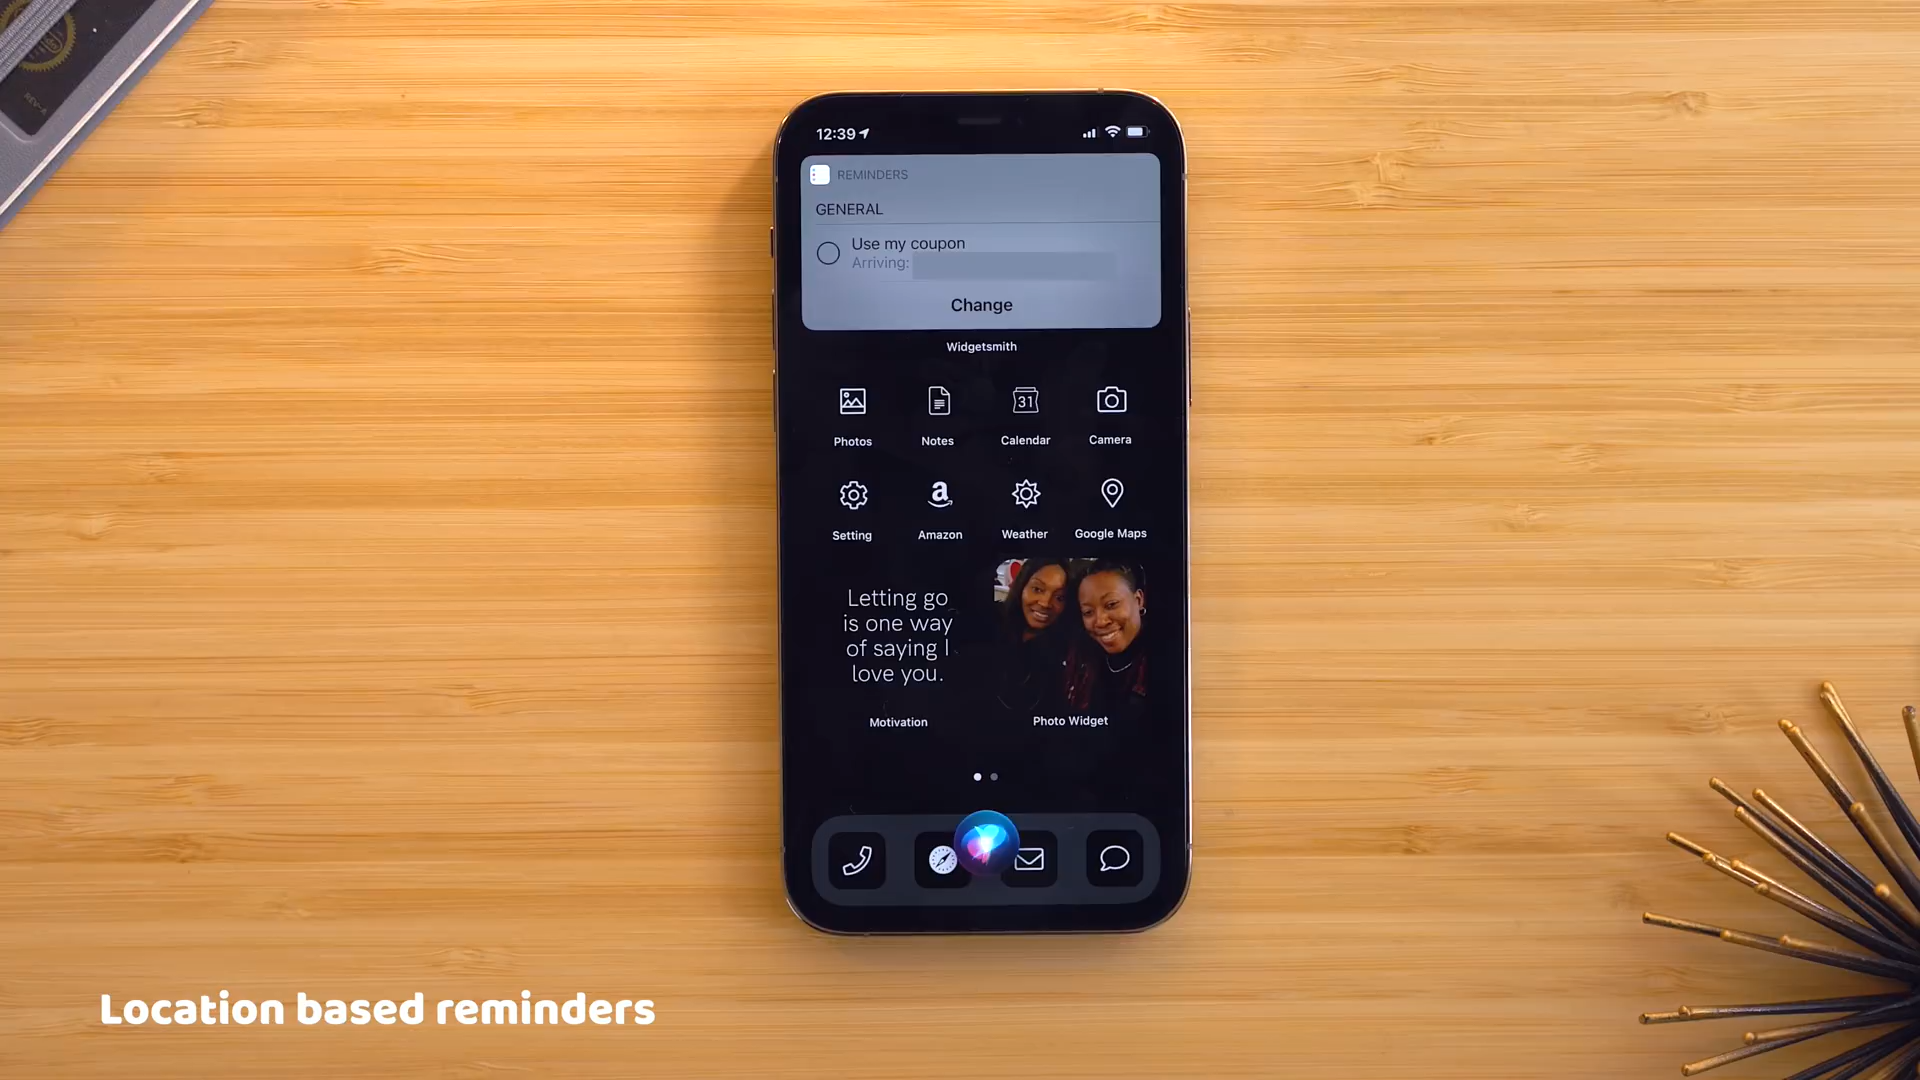 REV-A
12:39
REMINDERS
GENERAL
Use my coupon
Arriving:
Change
Widgetsmith
Photos
Notes
31
Calendar
Camera
Setting
a
Amazon
Weather
Google Maps
Letting go
is one way
of saying I
love you.
Motivation
Photo Widget
Location based reminders